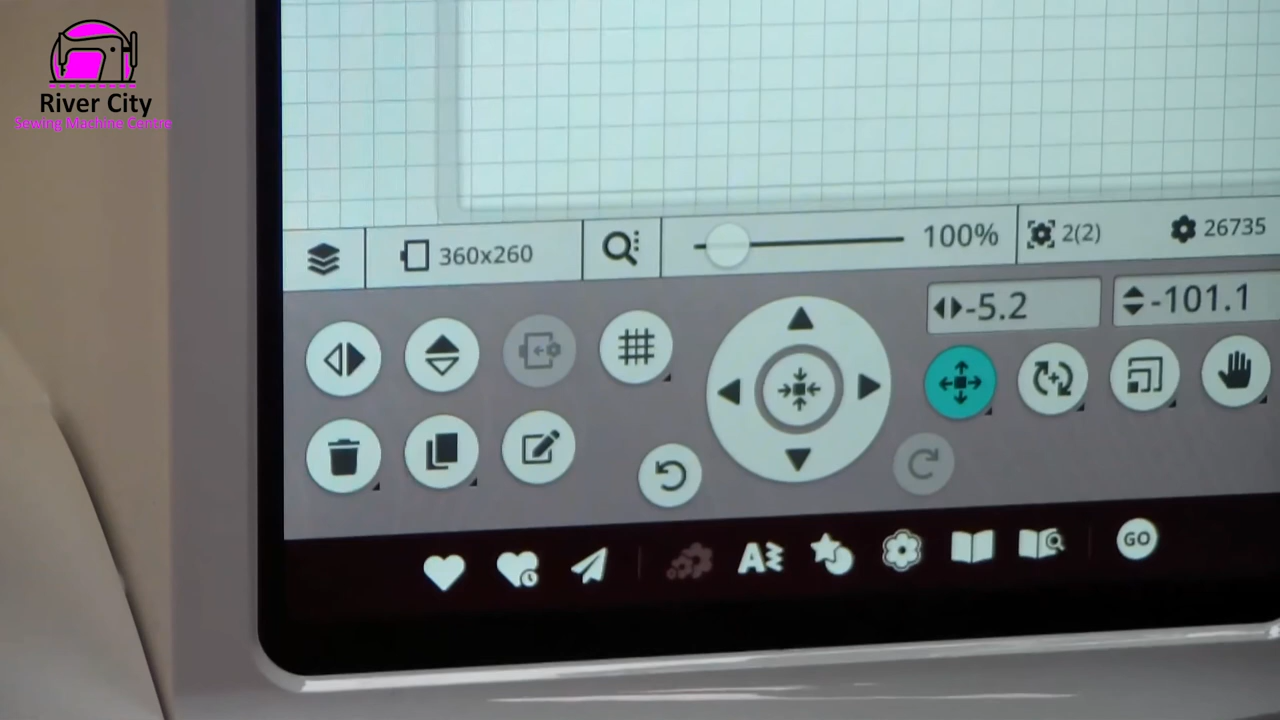 River City
Sewing Machine Centre
360x260
100%
2(2)
26735
-5.2
-101.1
A
GO